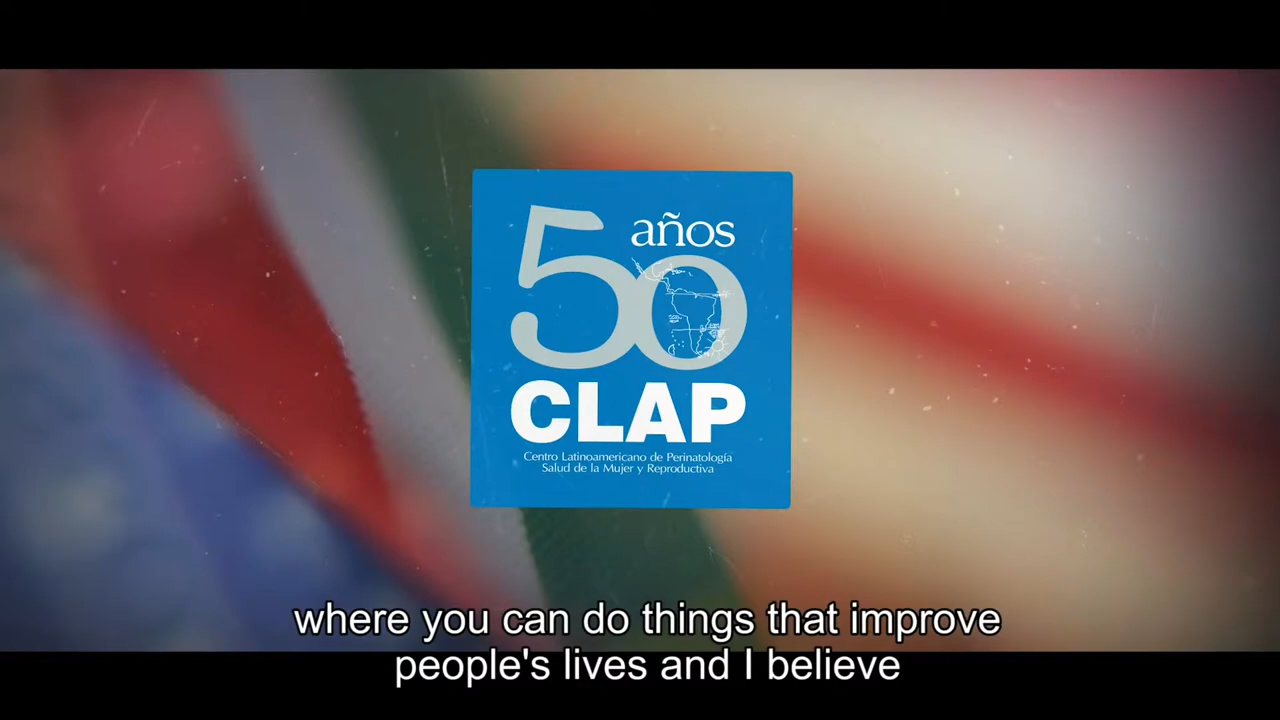 50 años
CLAP
Centro Latinoamericano de Perinatología
Salud de la Mujer y Reproductiva
where you can do things that improve
people's lives and I believe